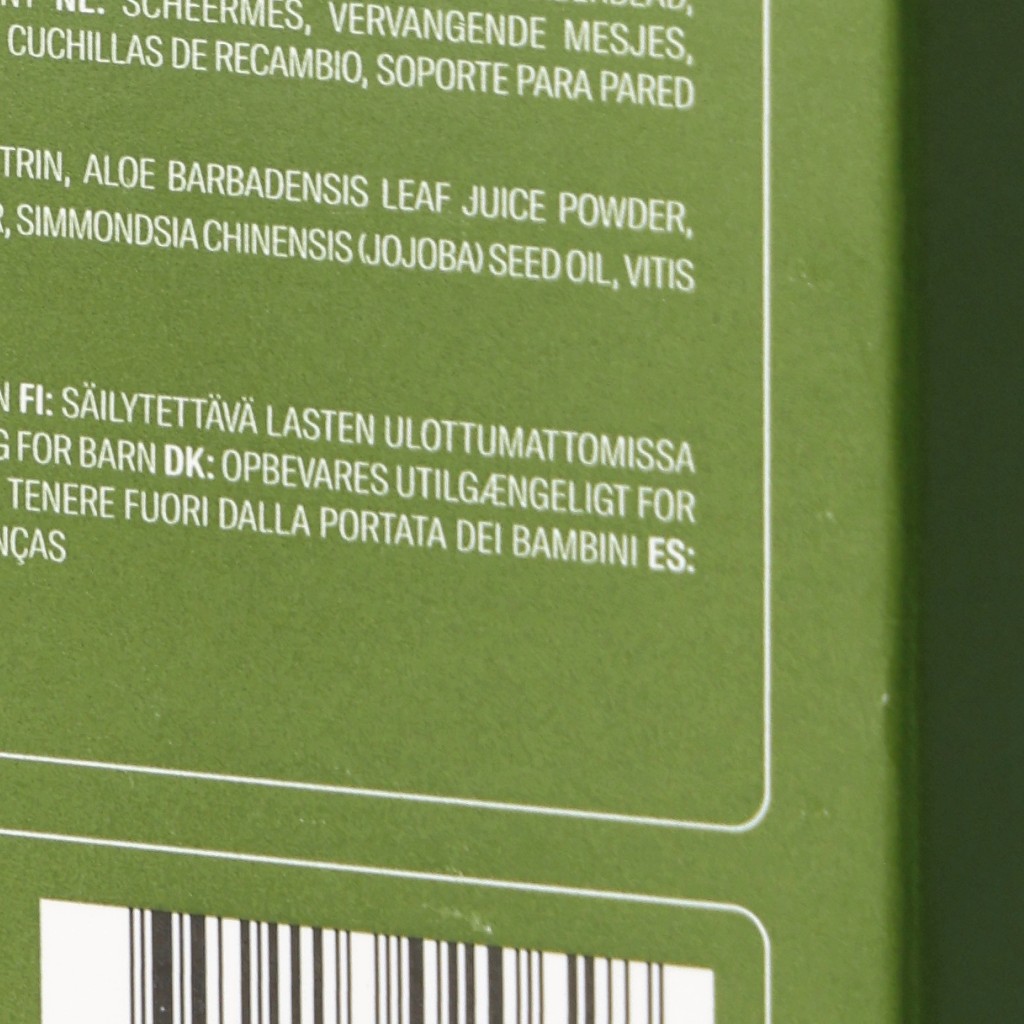 NL: SCHEERMES, VERVANGENDE MESJES,
CUCHILLAS DE RECAMBIO, SOPORTE PARA PARED
TRIN, ALOE BARBADENSIS LEAF JUICE POWDER,
R, SIMMONDSIA CHINENSIS (JOJOBA) SEED OIL, VITIS
N FI: SÄILYTETTÄVÄ LASTEN ULOTTUMATTOMISSA
G FOR BARN DK: OPBEVARES UTILGÆNGELIGT FOR
TENERE FUORI DALLA PORTATA DEI BAMBINI ES:
NÇAS